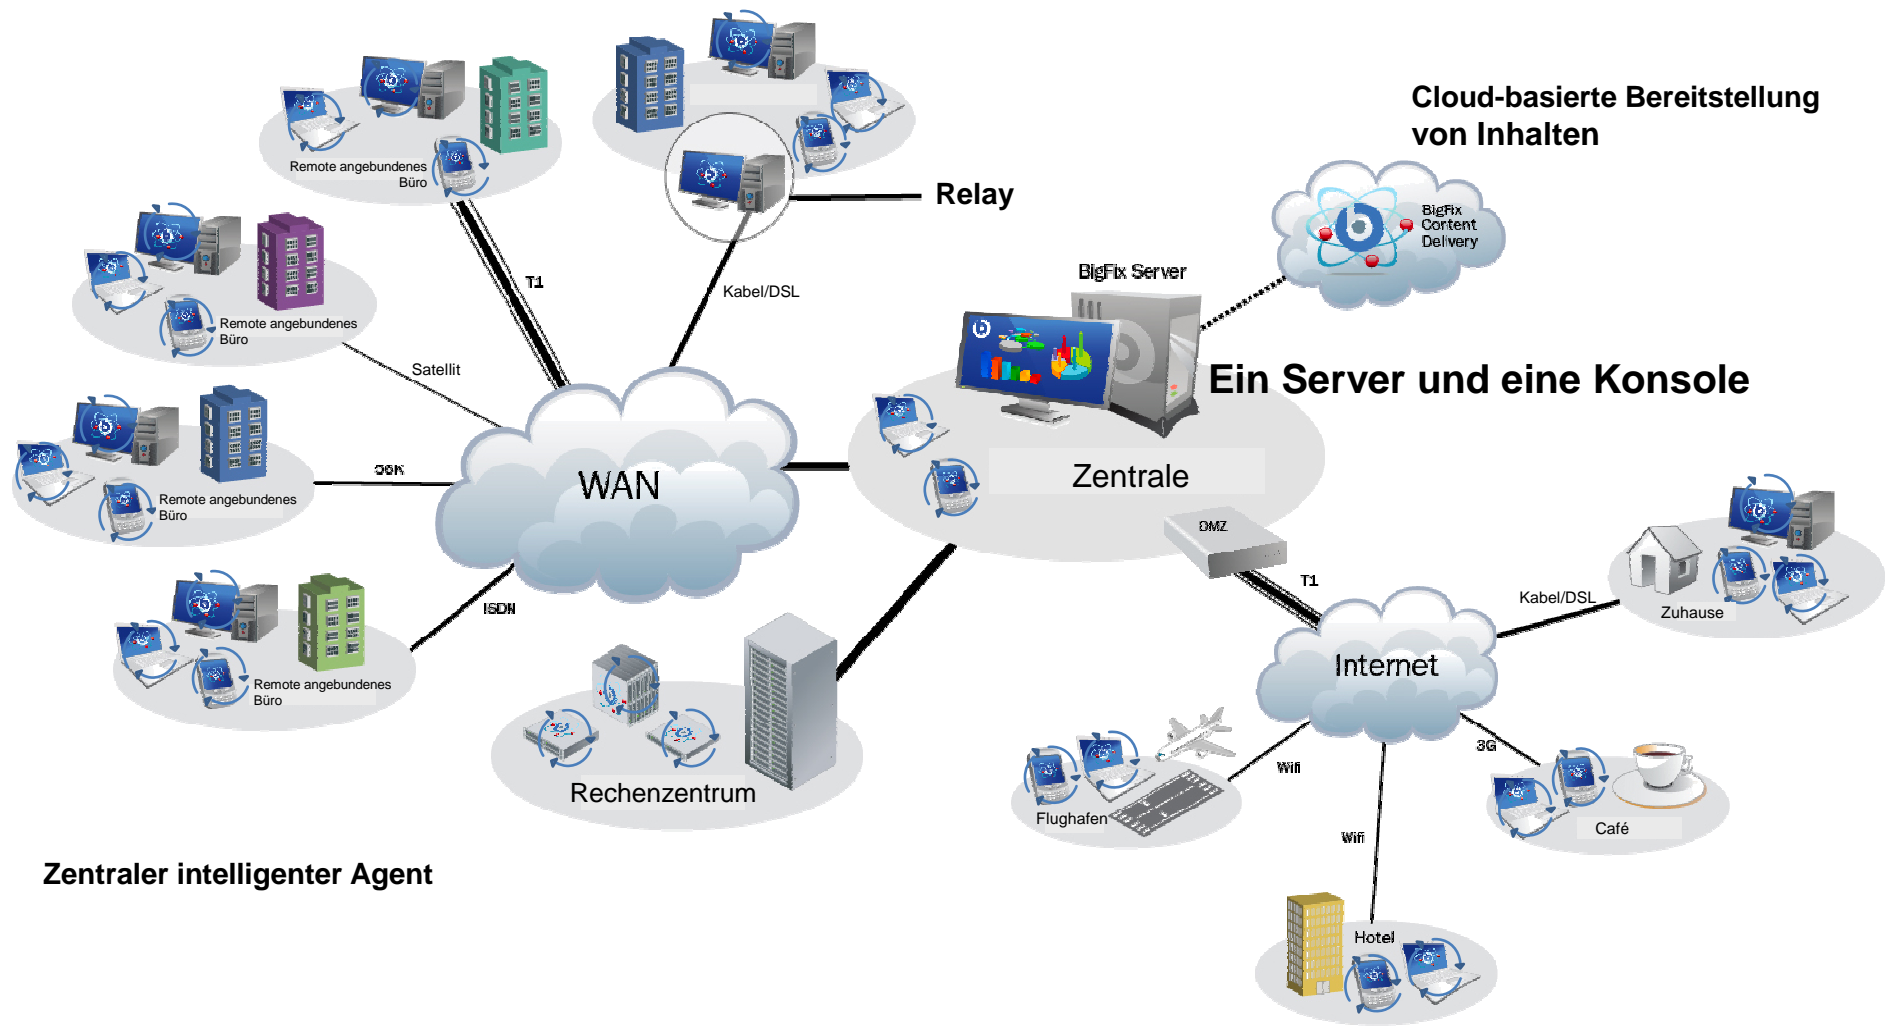 Cloud-basierte Bereitstellung
von Inhalten
Remote angebundenes
Büro
Relay
BigFix
Content
Delivery
BigFix Server
T1
Kabel/DSL
Remote angebundenes
Büro
Satellit
Ein Server und eine Konsole
WAN
Zentrale
Remote angebundenes
Büro
DMZ
T1
ISDN
Kabel/DSL
Zuhause
Internet
Remote angebundenes
Büro
3G
Wifi
Rechenzentrum
Flughafen
Café
Wifi
Zentraler intelligenter Agent
Hotel